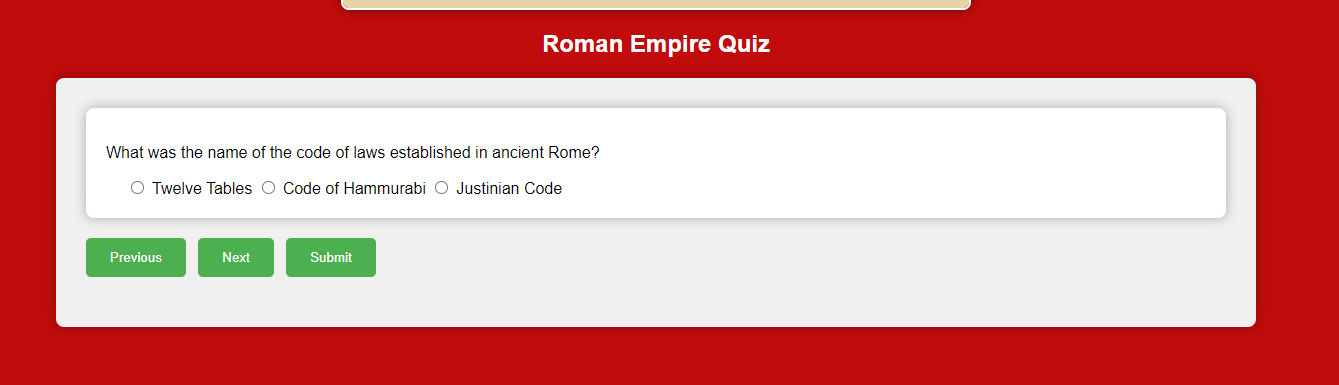 Roman Empire Quiz
What was the name of the code of laws established in ancient Rome?
Twelve Tables Code of Hammurabi Justinian Code
Previous Next Submit